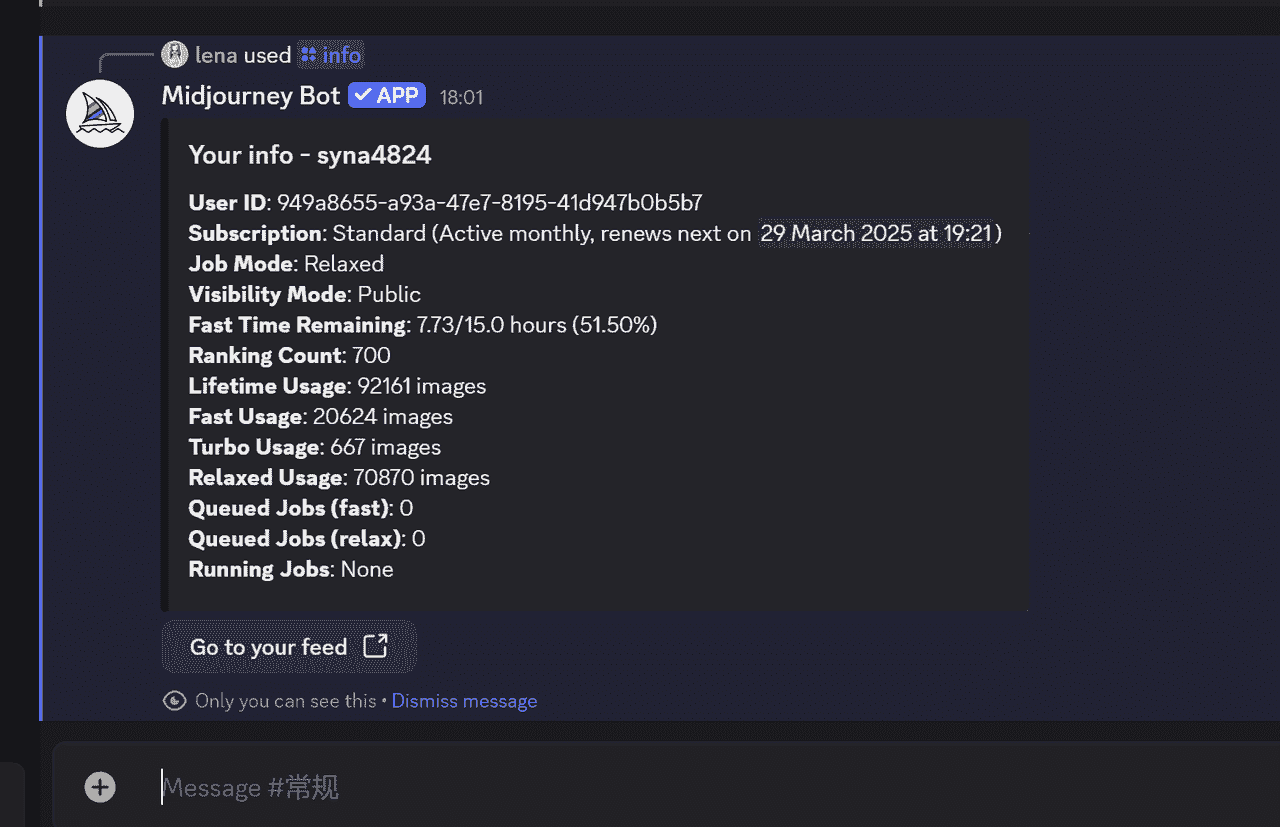 lena used info
Midjourney Bot APP 18:01
Your info - syna4824
User ID: 949a8655-a93a-47e7-8195-41d947b0b5b7
Subscription: Standard (Active monthly, renews next on 29 March 2025 at 19:21)
Job Mode: Relaxed
Visibility Mode: Public
Fast Time Remaining: 7.73/15.0 hours (51.50%)
Ranking Count: 700
Lifetime Usage: 92161 images
Fast Usage: 20624 images
Turbo Usage: 667 images
Relaxed Usage: 70870 images
Queued Jobs (fast): 0
Queued Jobs (relax): 0
Running Jobs: None
Go to your feed
Only you can see this • Dismiss message
Message #常规